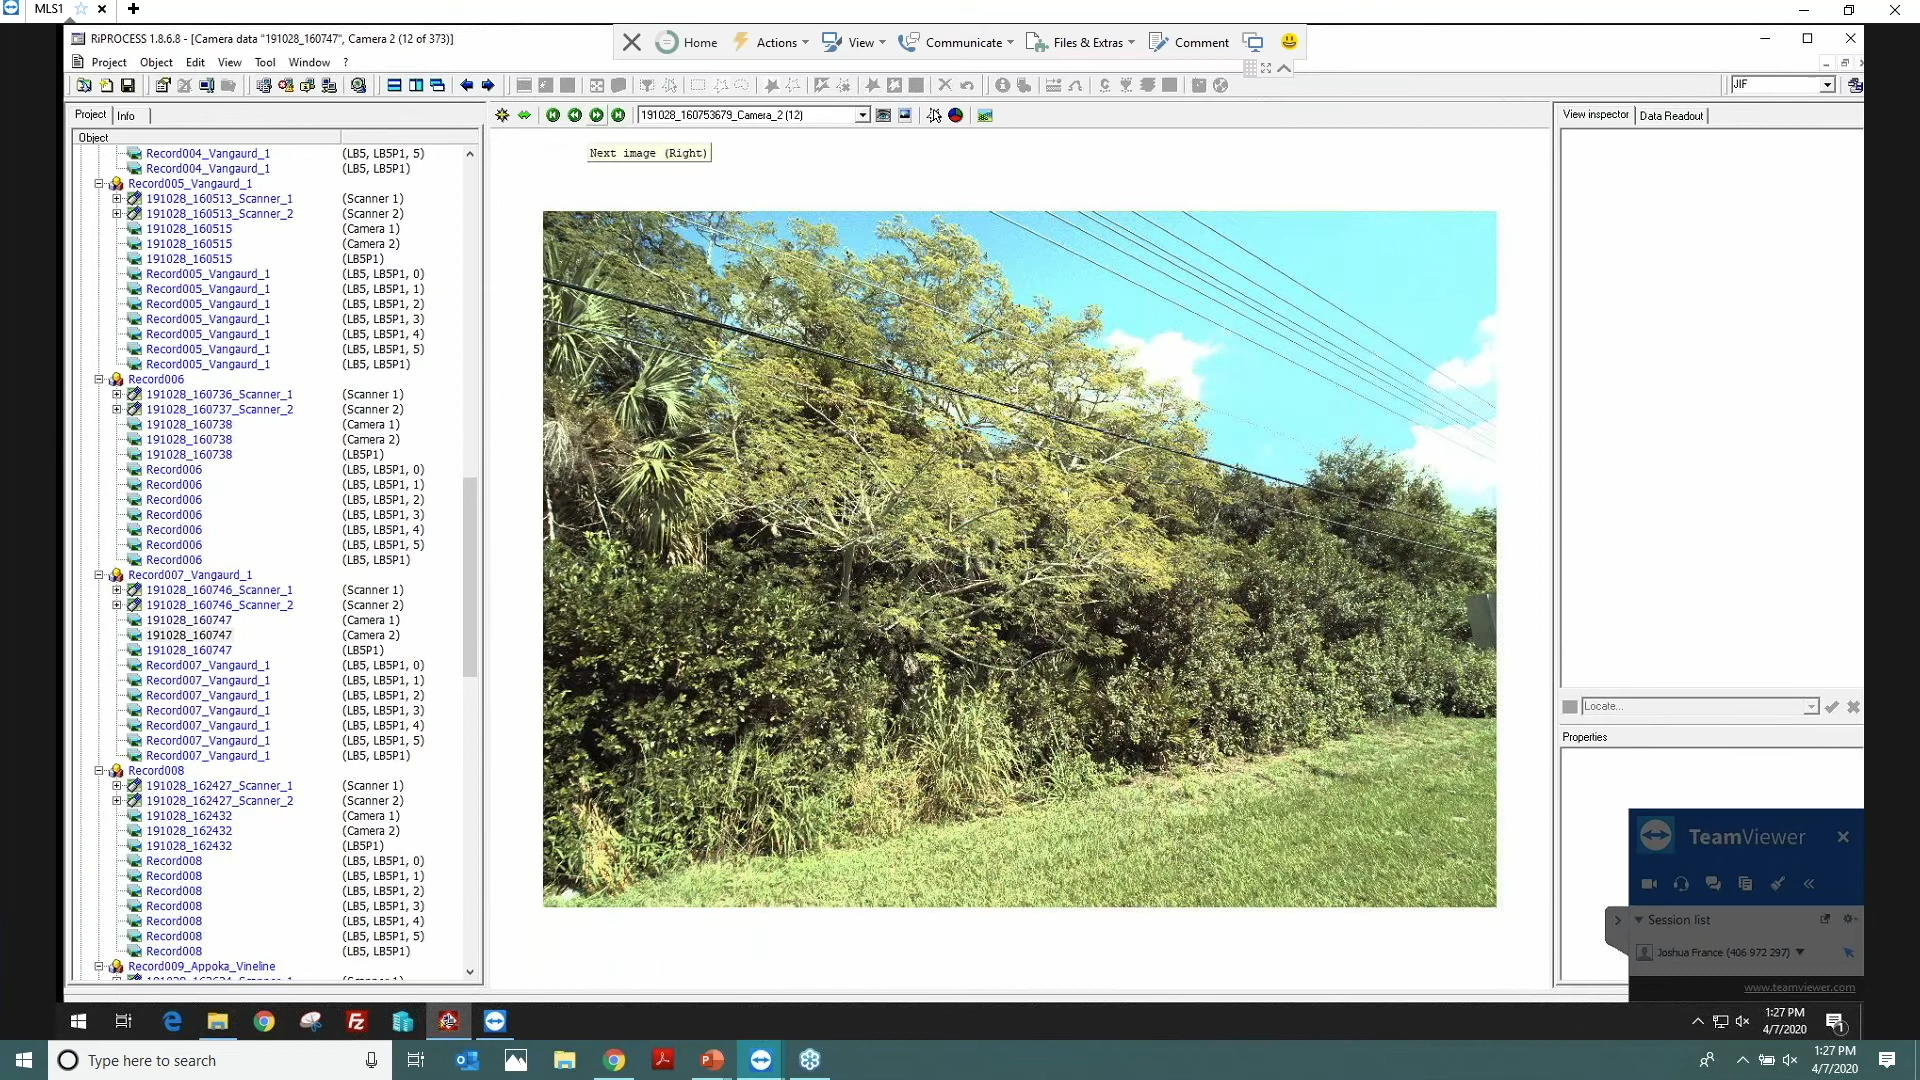 MLS1
RiPROCESS 1.8.6.8 - [Camera data "191028_160747", Camera 2 (12 of 373)]
Home
Actions
View
Communicate
Files & Extras
Comment
Project
Object
Edit
View
Tool
Window
?
JIF
Project
Info
191028_160753679_Camera_2 (12)
View inspector
Data Readout
Object
Next image (Right)
Record004_Vangaurd_1 (LB5, LB5P1, 5)
Record004_Vangaurd_1 (LB5, LB5P1)
Record005_Vangaurd_1
191028_160513_Scanner_1 (Scanner 1)
191028_160513_Scanner_2 (Scanner 2)
191028_160515 (Camera 1)
191028_160515 (Camera 2)
191028_160515 (LB5P1)
Record005_Vangaurd_1 (LB5, LB5P1, 0)
Record005_Vangaurd_1 (LB5, LB5P1, 1)
Record005_Vangaurd_1 (LB5, LB5P1, 2)
Record005_Vangaurd_1 (LB5, LB5P1, 3)
Record005_Vangaurd_1 (LB5, LB5P1, 4)
Record005_Vangaurd_1 (LB5, LB5P1, 5)
Record005_Vangaurd_1 (LB5, LB5P1)
Record006
191028_160736_Scanner_1 (Scanner 1)
191028_160737_Scanner_2 (Scanner 2)
191028_160738 (Camera 1)
191028_160738 (Camera 2)
191028_160738 (LB5P1)
Record006 (LB5, LB5P1, 0)
Record006 (LB5, LB5P1, 1)
Record006 (LB5, LB5P1, 2)
Record006 (LB5, LB5P1, 3)
Record006 (LB5, LB5P1, 4)
Record006 (LB5, LB5P1, 5)
Record006 (LB5, LB5P1)
Record007_Vangaurd_1
191028_160746_Scanner_1 (Scanner 1)
191028_160746_Scanner_2 (Scanner 2)
191028_160747 (Camera 1)
191028_160747 (Camera 2)
191028_160747 (LB5P1)
Record007_Vangaurd_1 (LB5, LB5P1, 0)
Record007_Vangaurd_1 (LB5, LB5P1, 1)
Record007_Vangaurd_1 (LB5, LB5P1, 2)
Record007_Vangaurd_1 (LB5, LB5P1, 3)
Record007_Vangaurd_1 (LB5, LB5P1, 4)
Record007_Vangaurd_1 (LB5, LB5P1, 5)
Record007_Vangaurd_1 (LB5, LB5P1)
Record008
191028_162427_Scanner_1 (Scanner 1)
191028_162427_Scanner_2 (Scanner 2)
191028_162432 (Camera 1)
191028_162432 (Camera 2)
191028_162432 (LB5P1)
Record008 (LB5, LB5P1, 0)
Record008 (LB5, LB5P1, 1)
Record008 (LB5, LB5P1, 2)
Record008 (LB5, LB5P1, 3)
Record008 (LB5, LB5P1, 4)
Record008 (LB5, LB5P1, 5)
Record008 (LB5, LB5P1)
Record009_Appoka_Vineline
Locate...
Properties
TeamViewer
Session list
Joshua France (406 972 297)
www.teamviewer.com
1:27 PM
4/7/2020
1
Type here to search
1:27 PM
4/7/2020